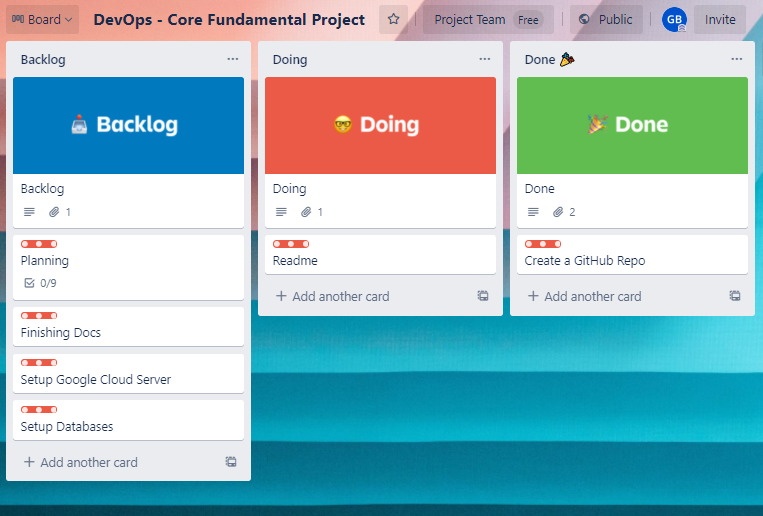 Board DevOps - Core Fundamental Project Project Team Free Public GB Invite
Backlog
Backlog
Backlog
1
Planning
0/9
Finishing Docs
Setup Google Cloud Server
Setup Databases
+ Add another card
Doing
Doing
Doing
1
Readme
+ Add another card
Done
Done
Done
2
Create a GitHub Repo
+ Add another card